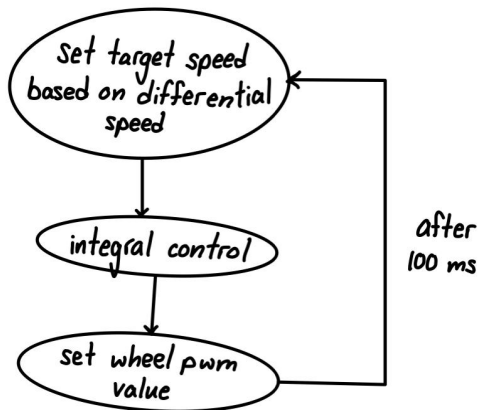 set target speed
based on differential
speed
integral control
after
100 ms
set wheel pwm
value